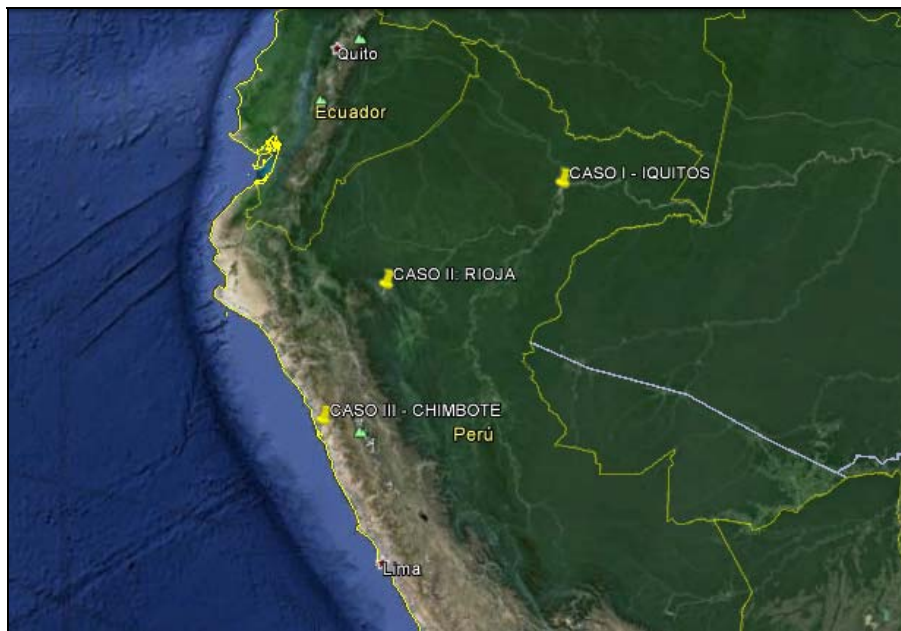 Quito
Ecuador
CASO I - IQUITOS
CASO II: RIOJA
CASO III - CHIMBOTE
Perú
Lima